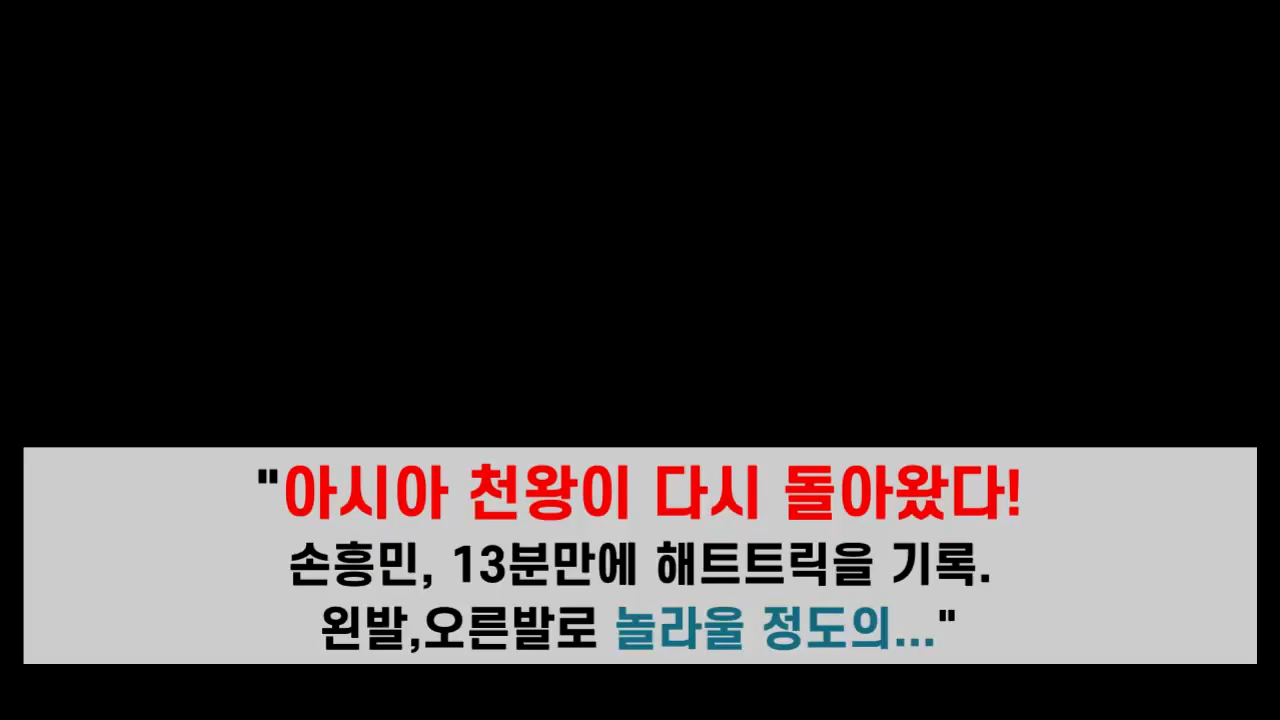 "아시아 천왕이 다시 돌아왔다!
손흥민, 13분만에 해트트릭을 기록.
왼발,오른발로 놀라울 정도의..."